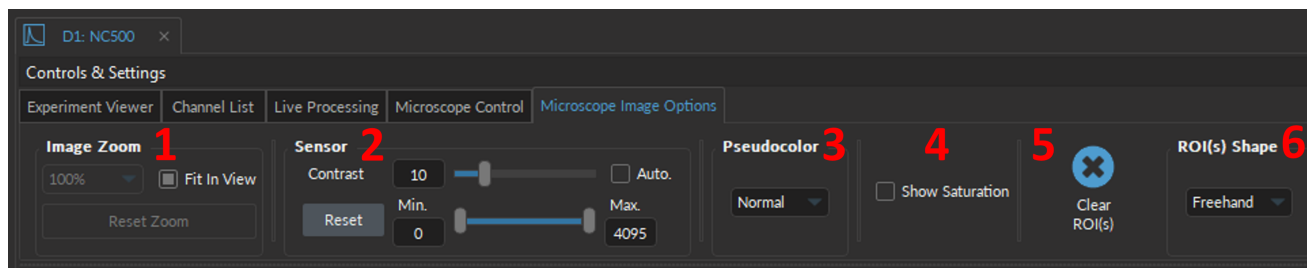 D1: NC500
Controls & Settings
Experiment Viewer Channel List Live Processing Microscope Control Microscope Image Options
Image Zoom 1
100% Fit In View
Reset Zoom
Sensor 2
Contrast 10 Auto.
Reset Min. 0 Max. 4095
Pseudocolor 3
Normal
4
Show Saturation
5
Clear
ROI(s)
ROI(s) Shape 6
Freehand